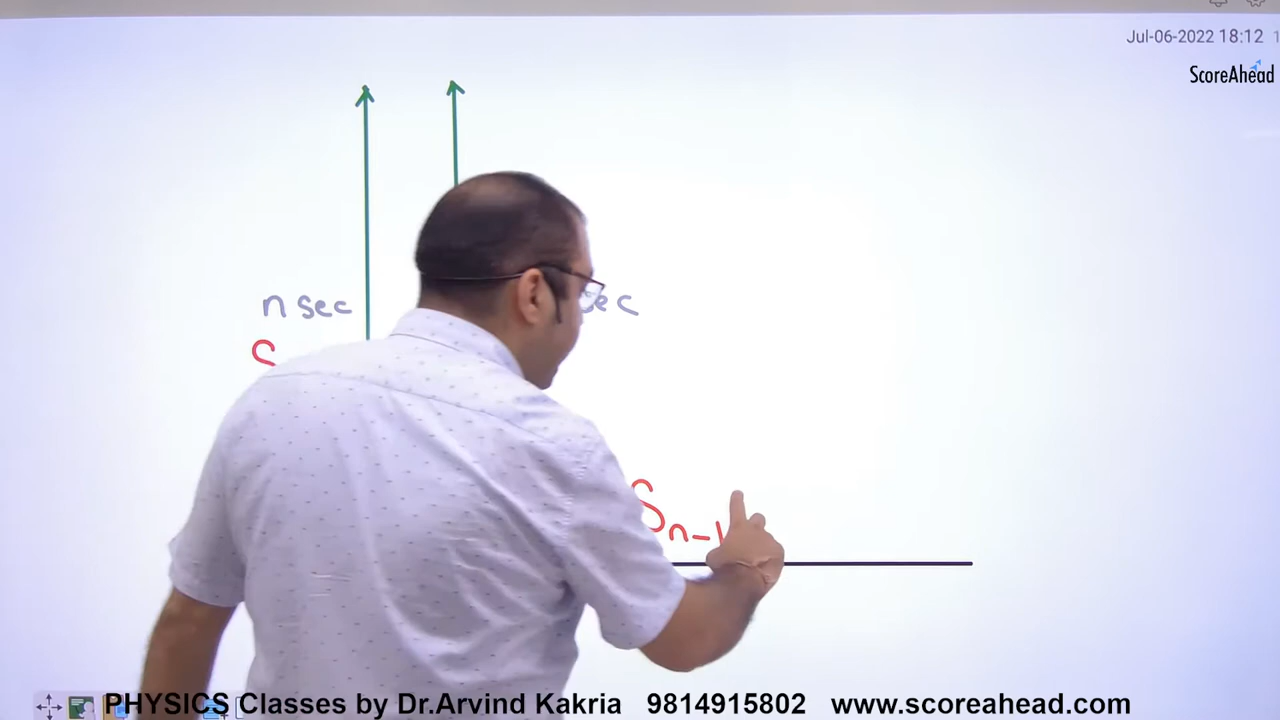 Jul-06-2022 18:12
ScoreAhead
n sec
sec
S
Sn-1
PHYSICS Classes by Dr.Arvind Kakria 9814915802 www.scoreahead.com